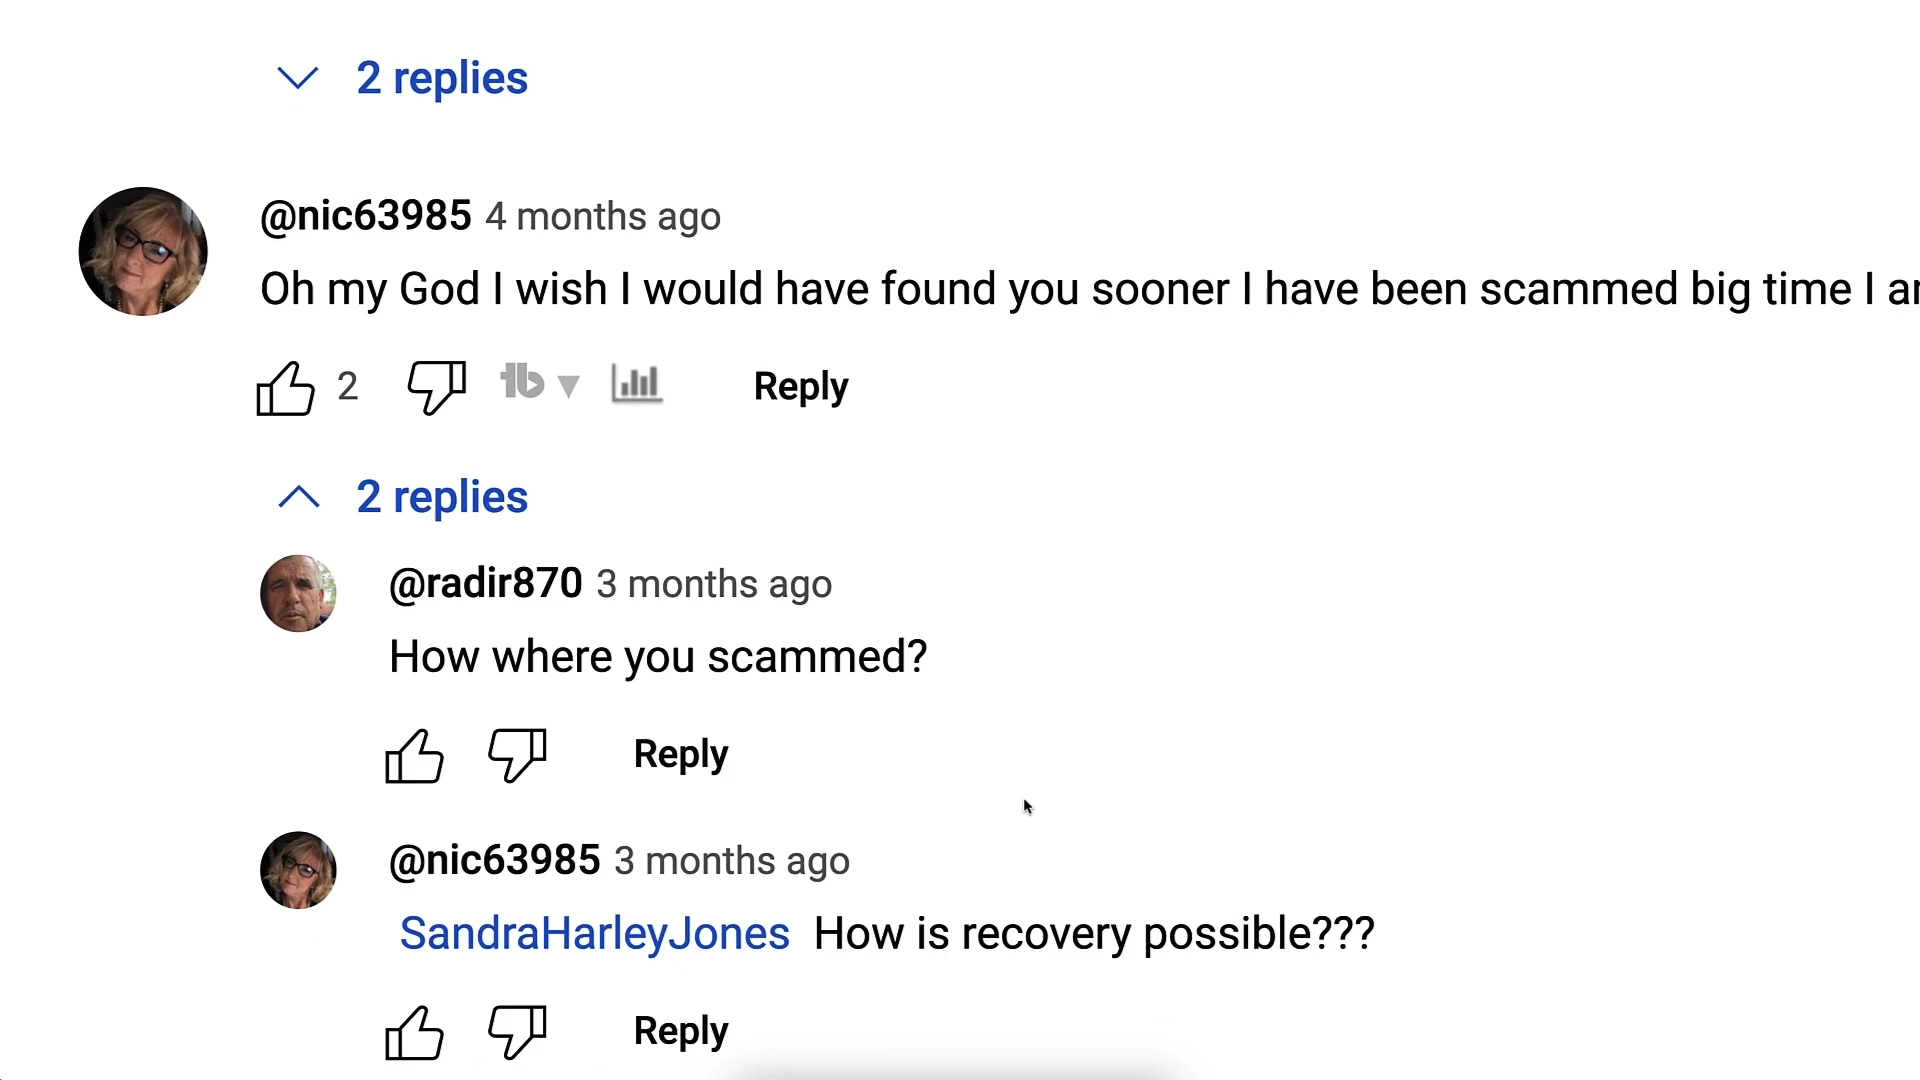 2 replies
@nic63985 4 months ago
Oh my God I wish I would have found you sooner I have been scammed big time I
2 Reply
2 replies
@radir870 3 months ago
How where you scammed?
Reply
@nic63985 3 months ago
SandraHarleyJones How is recovery possible???
Reply